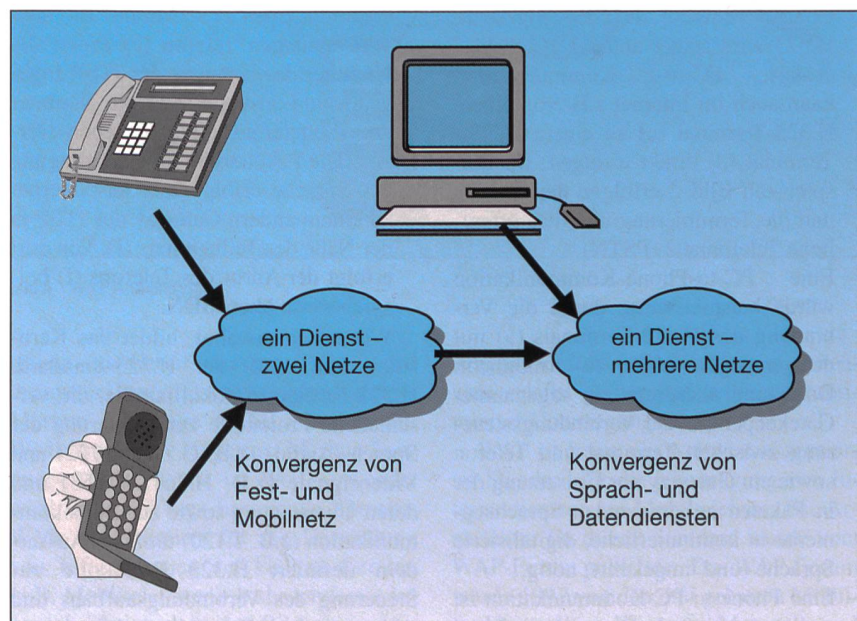 ein Dienst –
zwei Netze
ein Dienst –
mehrere Netze
Konvergenz von
Fest- und
Mobilnetz
Konvergenz von
Sprach- und
Datendiensten